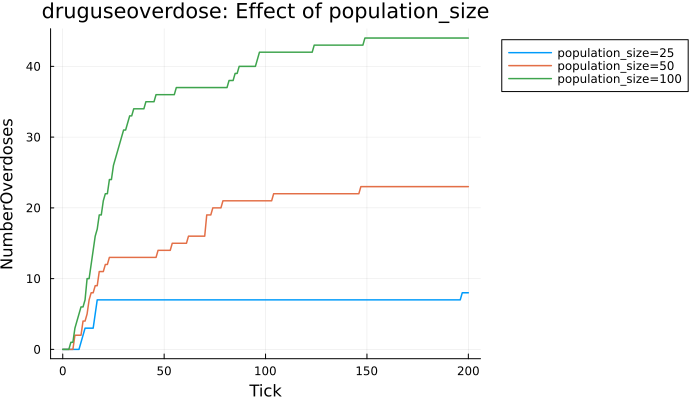 druguseoverdose: Effect of population_size
NumberOverdoses
40
30
20
10
0
0 50 100 150 200
Tick
population_size=25
population_size=50
population_size=100